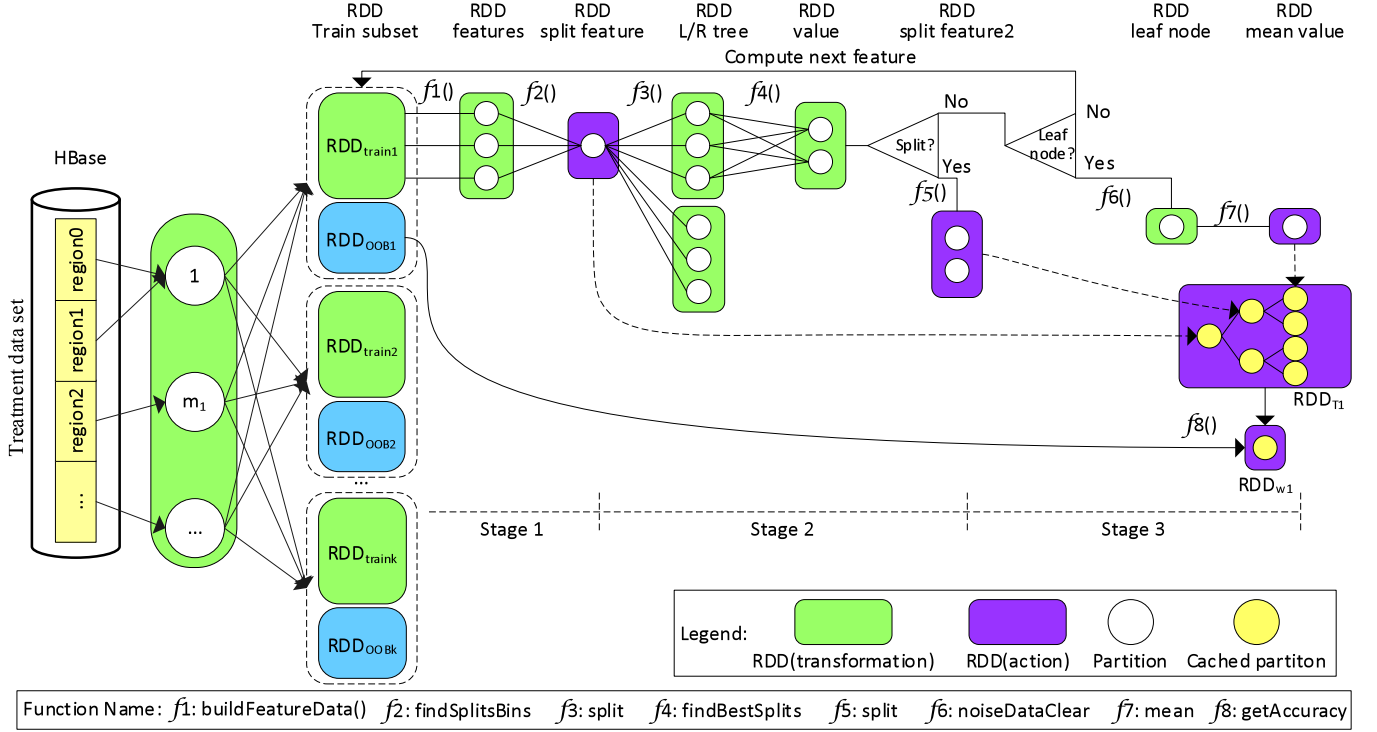 RDD
Train subset
RDD
features
RDD
split feature
RDD
L/R tree
RDD
value
RDD
split feature2
RDD
leaf node
RDD
mean value
Compute next feature
f1()
f2()
f3()
f4()
No
Split?
Yes
f5()
No
Leaf
node?
Yes
f6()
f7()
HBase
Treatment data set
region0
region1
region2
...
1
m1
...
RDDtrain1
RDDOOB1
RDDtrain2
RDDOOB2
...
RDDtraink
RDDOOBk
RDDT1
f8()
RDDw1
Stage 1
Stage 2
Stage 3
Legend:
RDD(transformation)
RDD(action)
Partition
Cached partiton
Function Name: f1: buildFeatureData() f2: findSplitsBins f3: split f4: findBestSplits f5: split f6: noiseDataClear f7: mean f8: getAccuracy